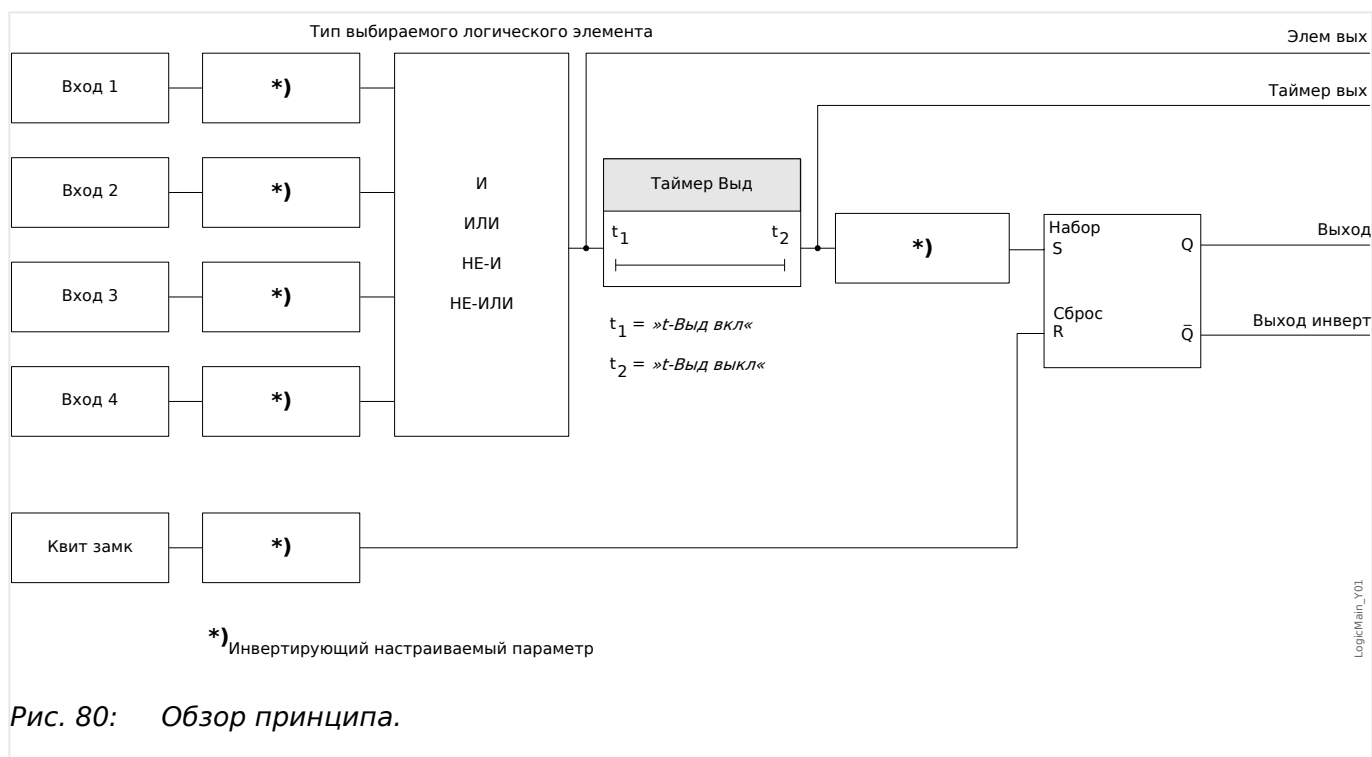 Тип выбираемого логического элемента
Элем вых
Таймер вых
Вход 1
*)
Вход 2
*)
Вход 3
*)
Вход 4
*)
И
ИЛИ
НЕ-И
НЕ-ИЛИ
Таймер Выд
t1
t2
t1 = »t-Выд вкл«
t2 = »t-Выд выкл«
*)
Набор
S
Q
Сброс
R
Q̅
Выход
Выход инверт
Квит замк
*)
*)Инвертирующий настраиваемый параметр
LogicMain_Y01
Рис. 80: Обзор принципа.